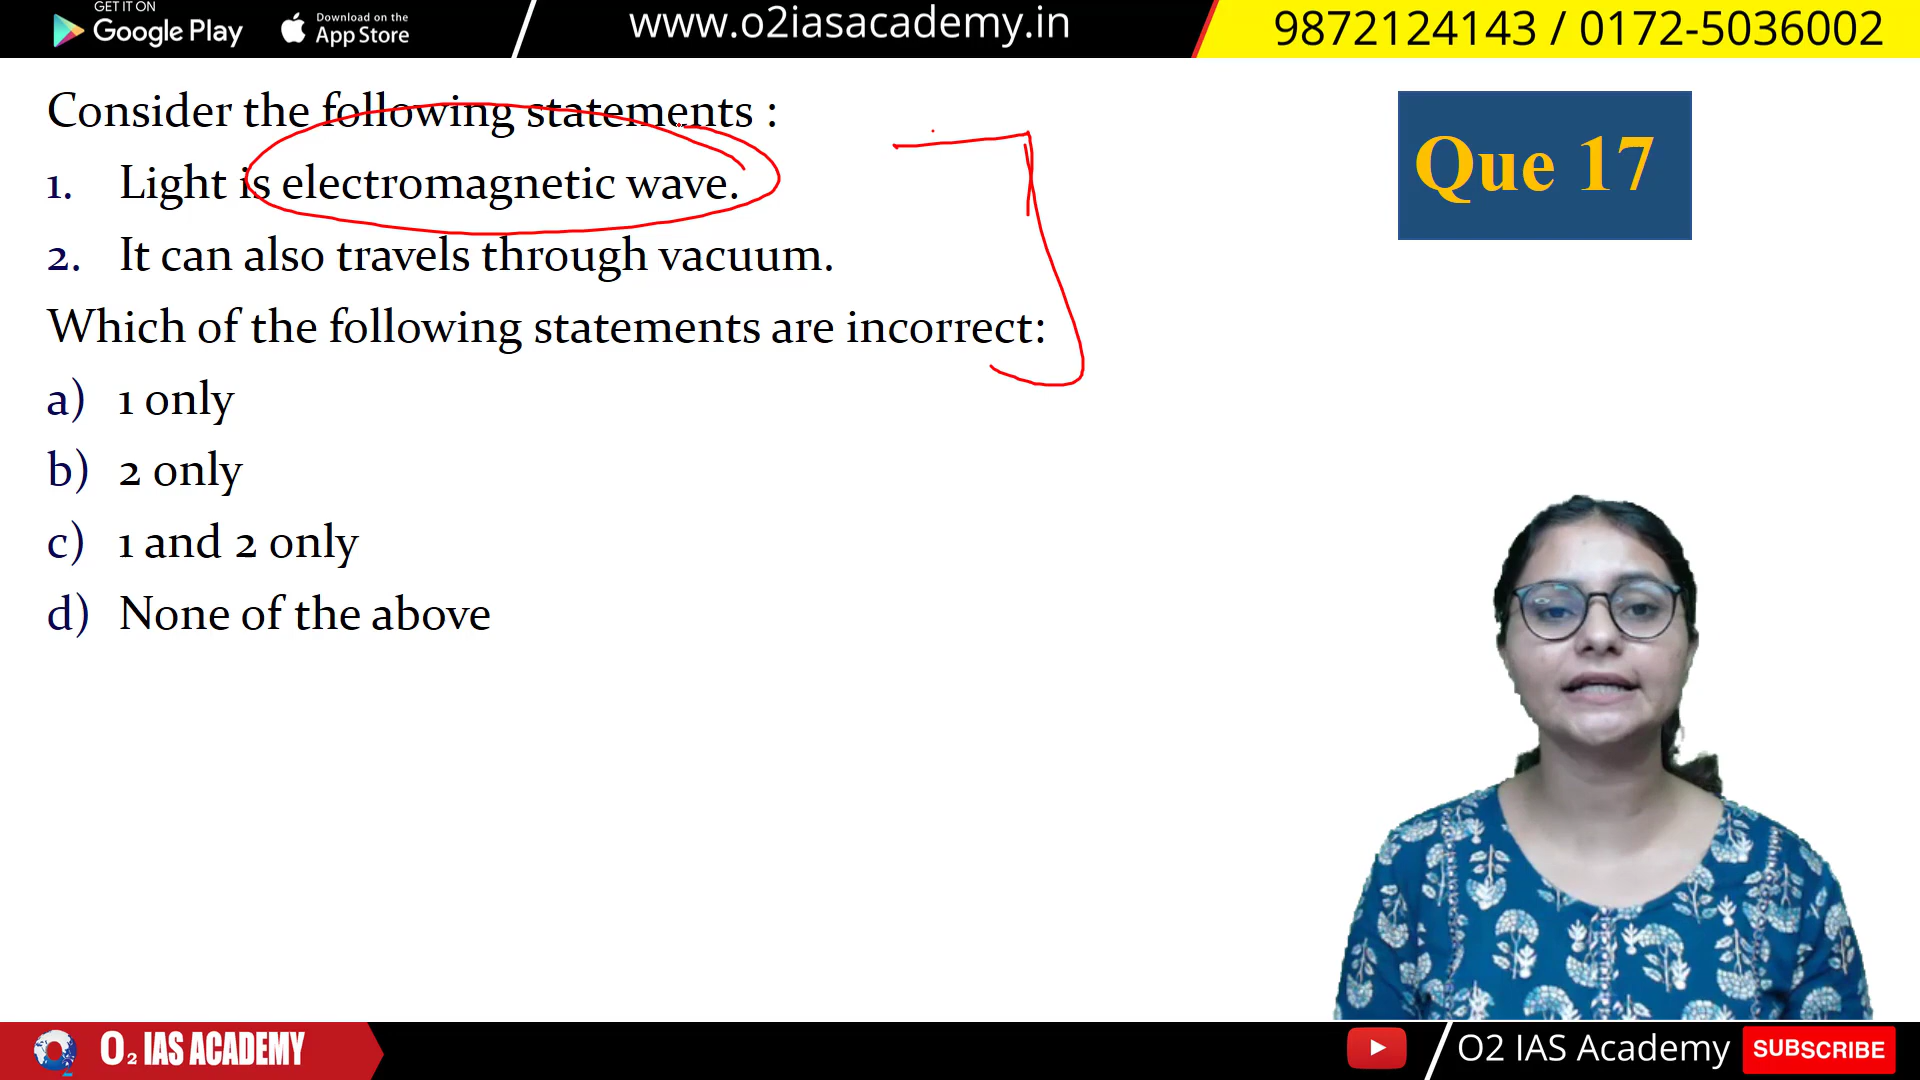 GET IT ON
Google Play
Download on the
App Store
www.o2iasacademy.in
9872124143 / 0172-5036002
Consider the following statements :
1. Light is electromagnetic wave.
2. It can also travels through vacuum.
Which of the following statements are incorrect:
a) 1 only
b) 2 only
c) 1 and 2 only
d) None of the above
Que 17
O2 IAS ACADEMY
O2 IAS Academy
SUBSCRIBE